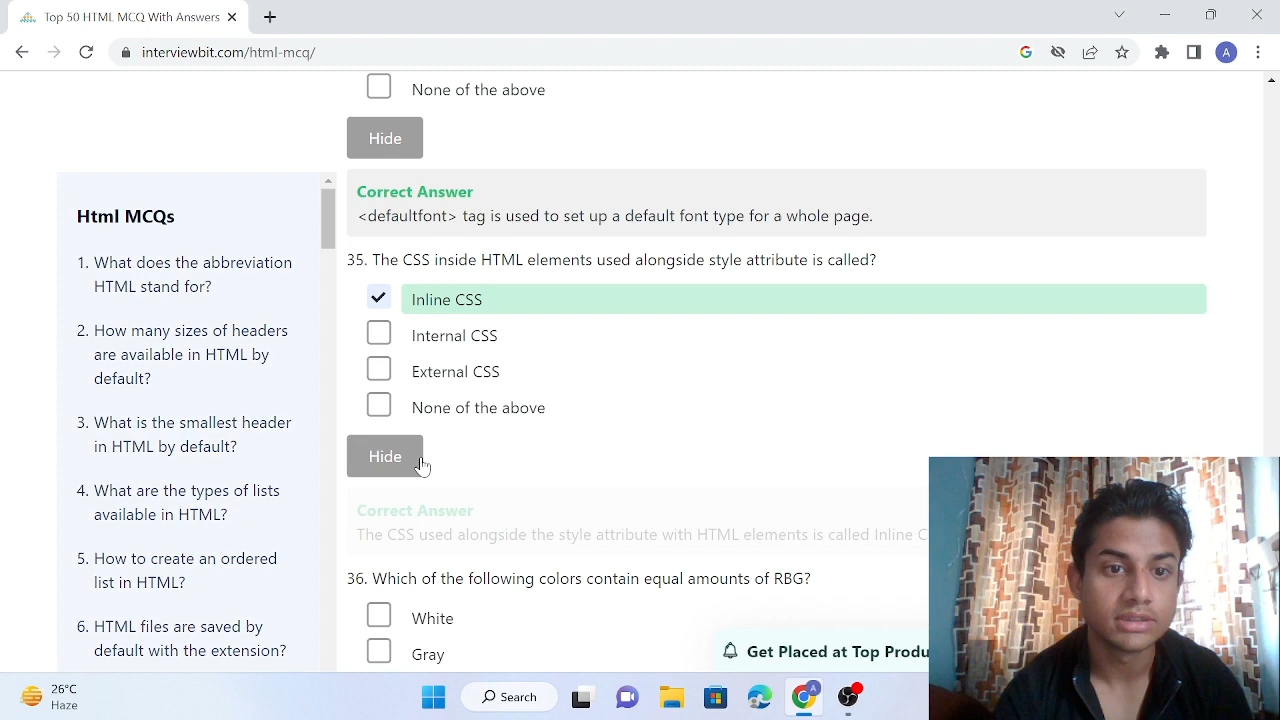 Top 50 HTML MCQ With Answers
interviewbit.com/html-mcq/
A
None of the above
Hide
Correct Answer
<defaultfont> tag is used to set up a default font type for a whole page.
Html MCQs
1. What does the abbreviation
HTML stand for?
2. How many sizes of headers
are available in HTML by
default?
3. What is the smallest header
in HTML by default?
4. What are the types of lists
available in HTML?
5. How to create an ordered
list in HTML?
6. HTML files are saved by
default with the extension?
35. The CSS inside HTML elements used alongside style attribute is called?
Inline CSS
Internal CSS
External CSS
None of the above
Hide
Correct Answer
The CSS used alongside the style attribute with HTML elements is called Inline C
36. Which of the following colors contain equal amounts of RBG?
White
Gray
Get Placed at Top Produ
26°C
Haze
Search
A